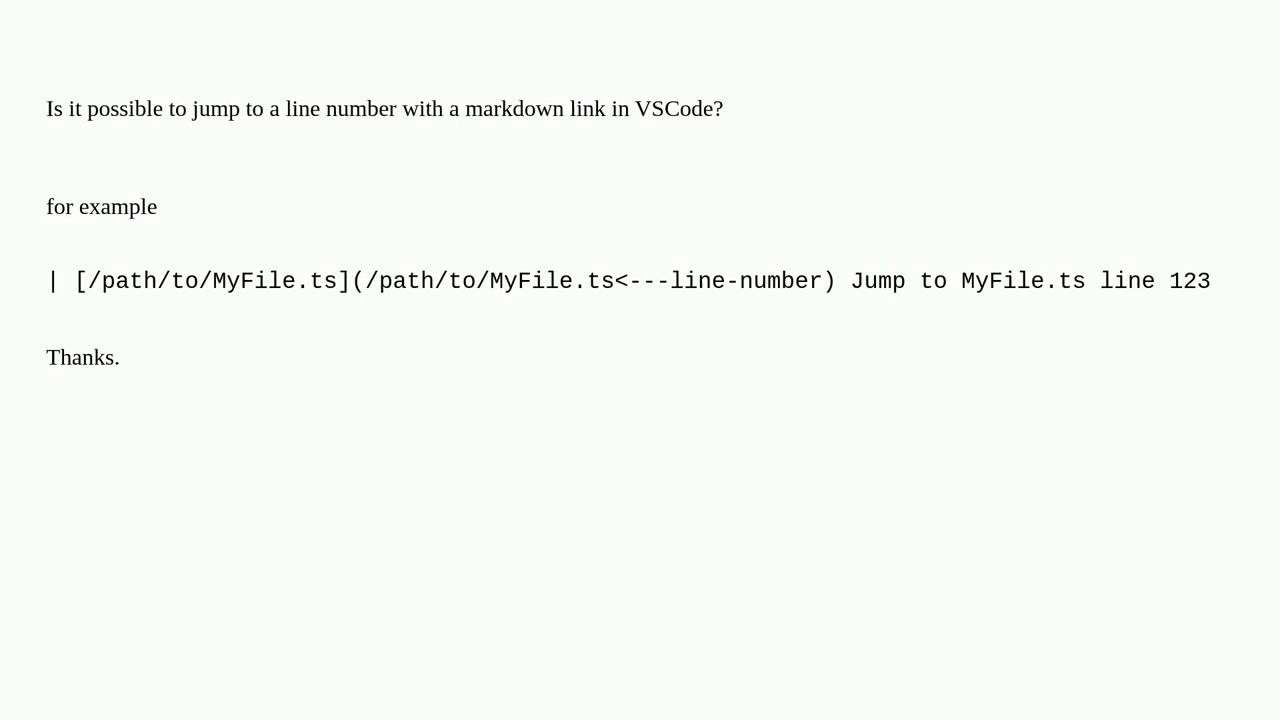 Is it possible to jump to a line number with a markdown link in VSCode?
for example
| [/path/to/MyFile.ts](/path/to/MyFile.ts<---line-number) Jump to MyFile.ts line 123
Thanks.